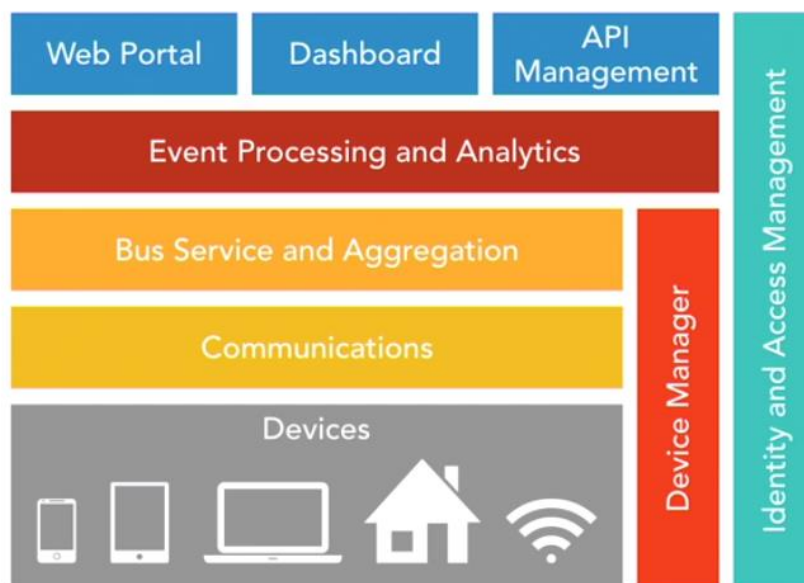 Web Portal
Dashboard
API
Management
Event Processing and Analytics
Bus Service and Aggregation
Communications
Devices
Device Manager
Identity and Access Management